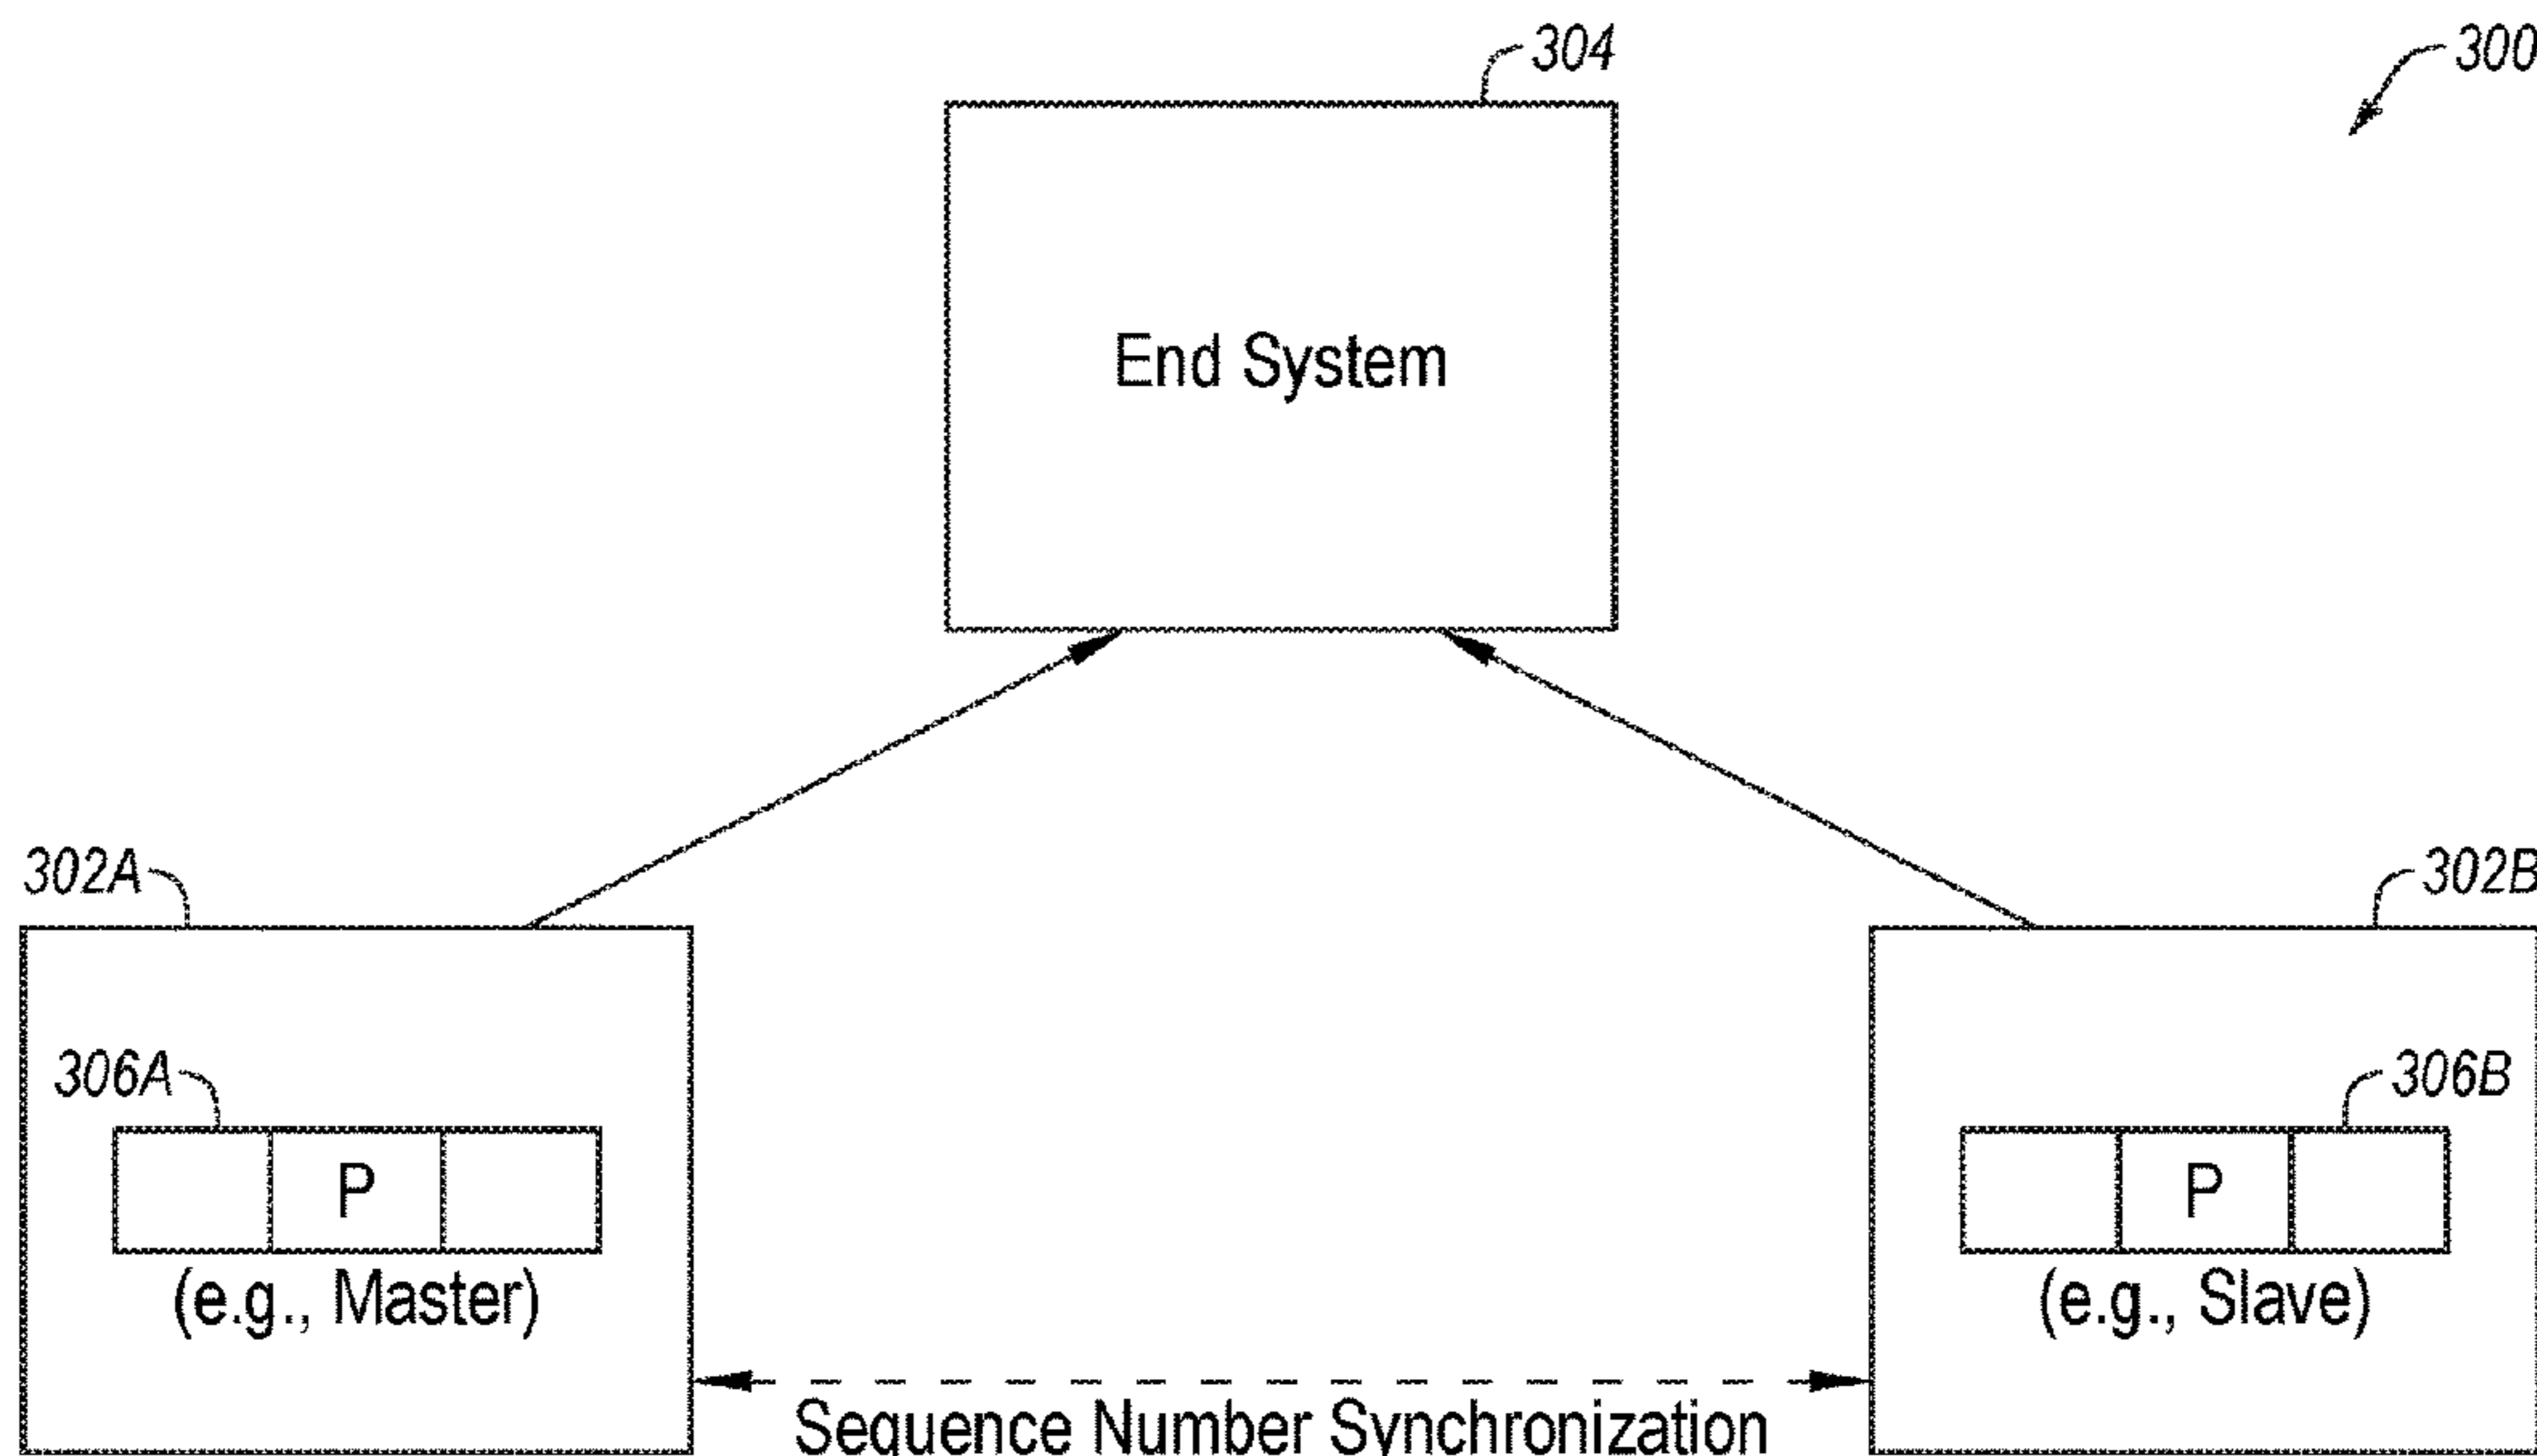 304
300
End System
302A
302B
306A
306B
P
P
(e.g., Master)
(e.g., Slave)
Sequence Number Synchronization